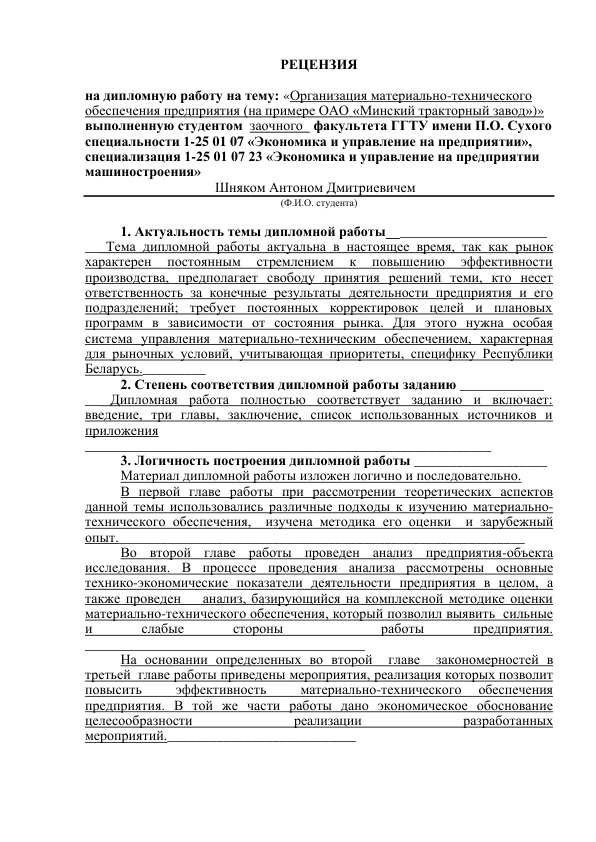 РЕЦЕНЗИЯ
на дипломную работу на тему: «Организация материально-технического
обеспечения предприятия (на примере ОАО «Минский тракторный завод»)»
выполненную студентом заочного факультета ГГТУ имени П.О. Сухого
специальности 1-25 01 07 «Экономика и управление на предприятии»,
специализация 1-25 01 07 23 «Экономика и управление на предприятии
машиностроения»
Шняком Антоном Дмитриевичем
(Ф.И.О. студента)
1. Актуальность темы дипломной работы
Тема дипломной работы актуальна в настоящее время, так как рынок
характерен постоянным стремлением к повышению эффективности
производства, предполагает свободу принятия решений теми, кто несет
ответственность за конечные результаты деятельности предприятия и его
подразделений; требует постоянных корректировок целей и плановых
программ в зависимости от состояния рынка. Для этого нужна особая
система управления материально-техническим обеспечением, характерная
для рыночных условий, учитывающая приоритеты, специфику Республики
Беларусь.
2. Степень соответствия дипломной работы заданию
Дипломная работа полностью соответствует заданию и включает:
введение, три главы, заключение, список использованных источников и
приложения
3. Логичность построения дипломной работы
Материал дипломной работы изложен логично и последовательно.
В первой главе работы при рассмотрении теоретических аспектов
данной темы использовались различные подходы к изучению материально-
технического обеспечения, изучена методика его оценки и зарубежный
опыт.
Во второй главе работы проведен анализ предприятия-объекта
исследования. В процессе проведения анализа рассмотрены основные
технико-экономические показатели деятельности предприятия в целом, а
также проведен анализ, базирующийся на комплексной методике оценки
материально-технического обеспечения, который позволил выявить сильные
и слабые стороны работы предприятия.
На основании определенных во второй главе закономерностей в
третьей главе работы приведены мероприятия, реализация которых позволит
повысить эффективность материально-технического обеспечения
предприятия. В той же части работы дано экономическое обоснование
целесообразности реализации разработанных
мероприятий.